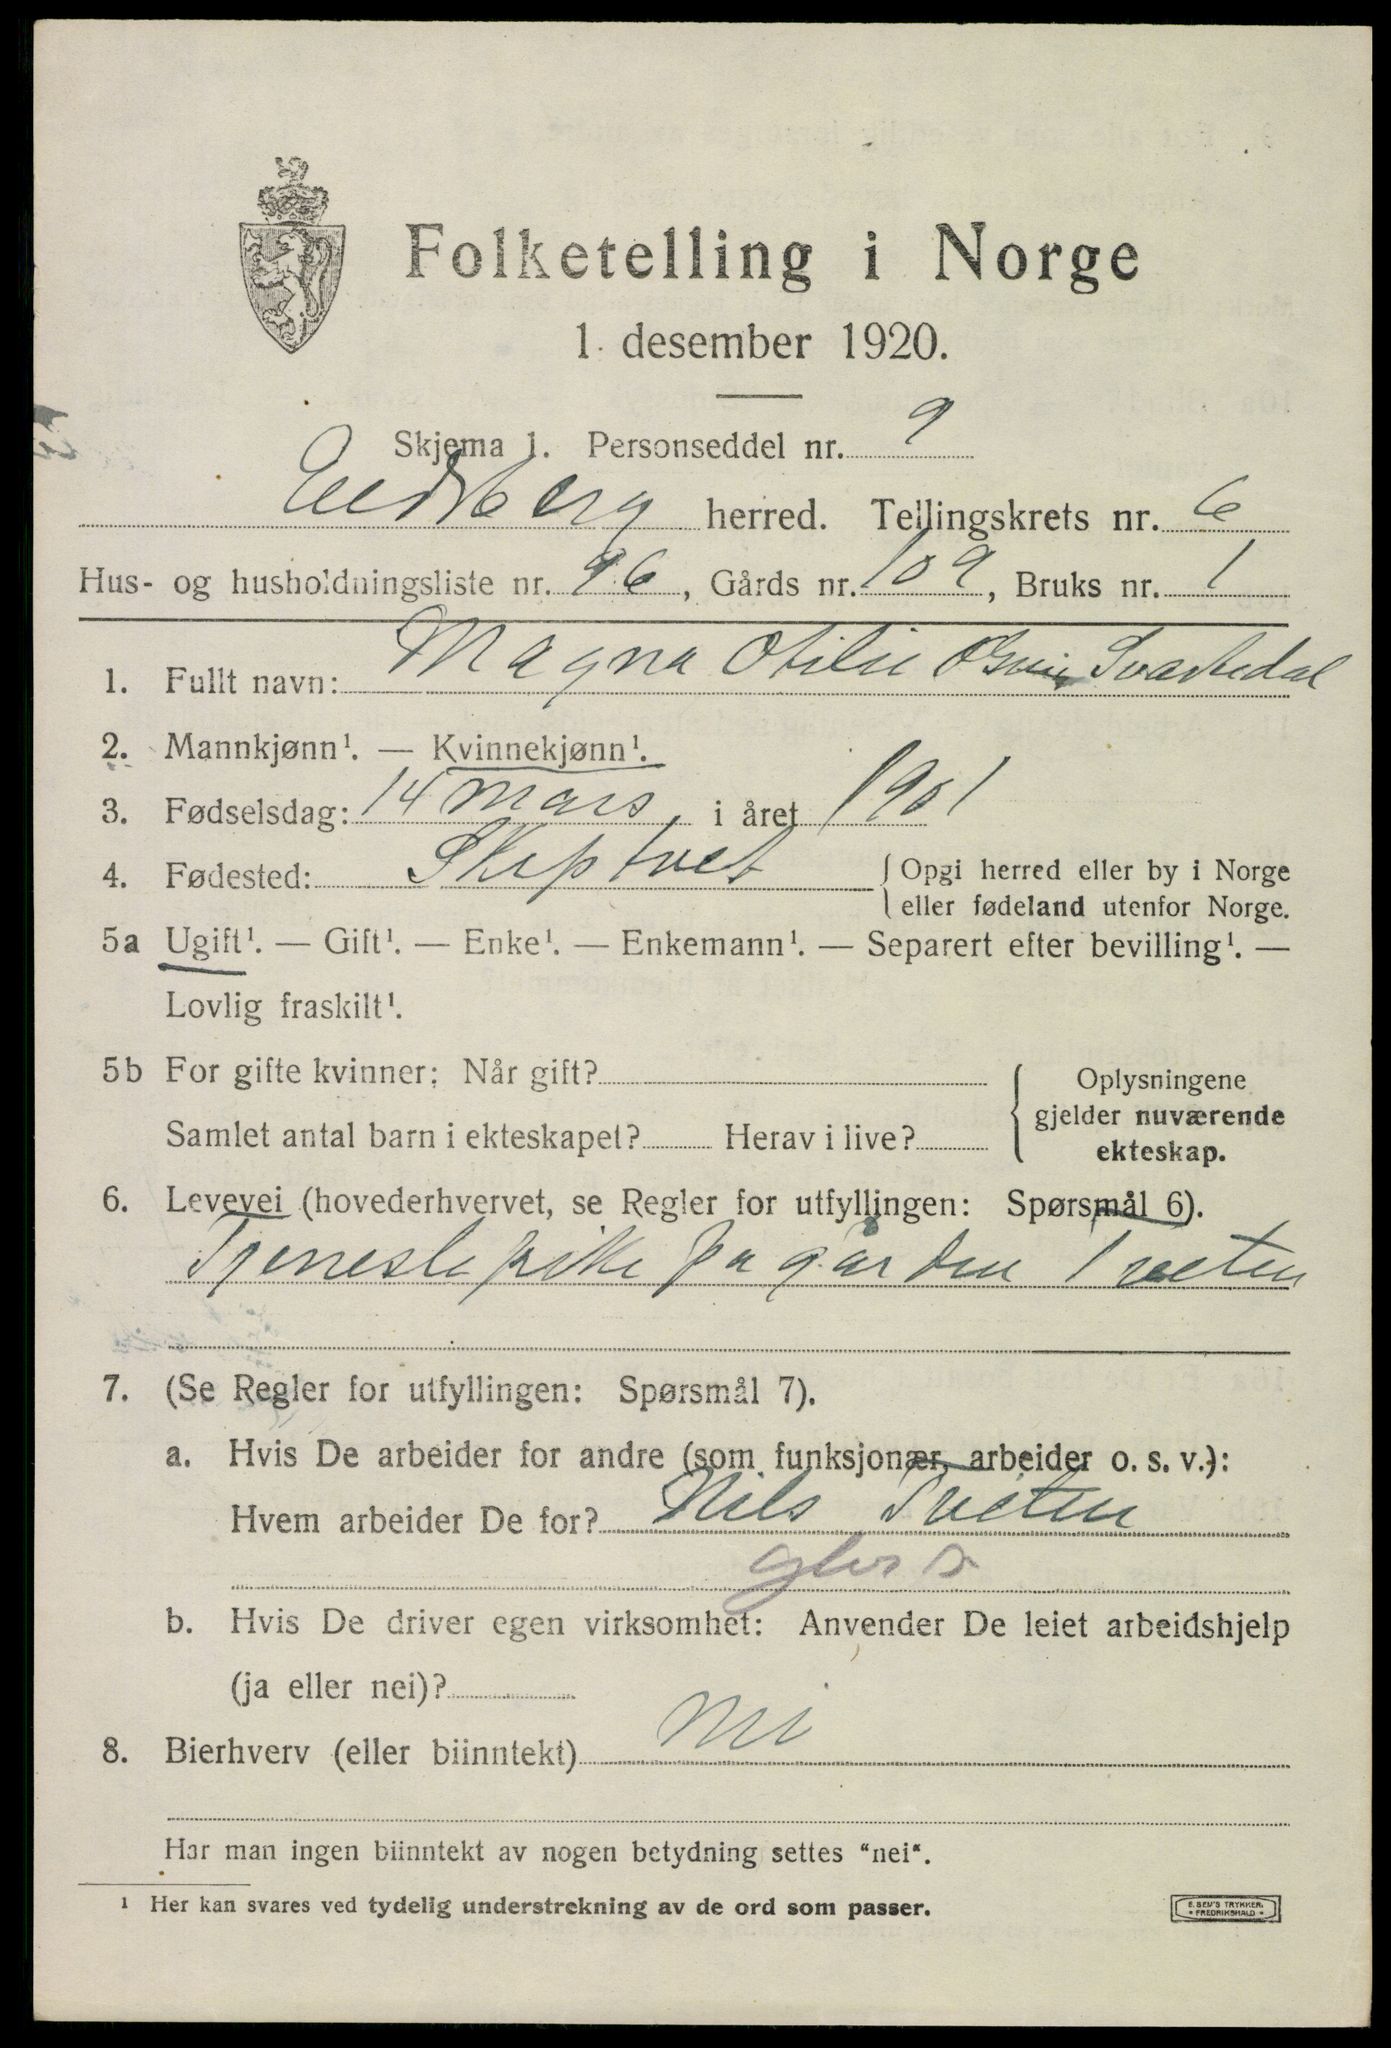 Folketelling i Norge
1. desember 1920.
Skjema 1. Personseddel nr. 9
Eidsberg herred. Tellingskrets nr. 6
Hus- og husholdningsliste nr. 96, Gårds nr. 109, Bruks nr. 1
1. Fullt navn: Magna Otilie Svartedal
2. Mannkjønn¹. — Kvinnekjønn¹.
3. Fødselsdag: 14 mars i året 1901
4. Fødested: Skiptvet { Opgi herred eller by i Norge
eller fødeland utenfor Norge.
5a Ugift¹. — Gift¹. — Enke¹. — Enkemann¹. — Separert efter bevilling¹. —
Lovlig fraskilt¹.
5b For gifte kvinner: Når gift? { Oplysningene
Samlet antal barn i ekteskapet? Herav i live? gjelder nuværende
ekteskap.
6. Levevei (hovederhvervet, se Regler for utfyllingen: Spørsmål 6).
Tjenestepike på gården Tveten
7. (Se Regler for utfyllingen: Spørsmål 7).
a. Hvis De arbeider for andre (som funksjonær, arbeider o. s. v.):
Hvem arbeider De for? Nils Tveten
b. Hvis De driver egen virksomhet: Anvender De leiet arbeidshjelp
(ja eller nei)?
8. Bierhverv (eller biinntekt) nei
Har man ingen biinntekt av nogen betydning settes "nei".
¹ Her kan svares ved tydelig understrekning av de ord som passer.
E. SEM'S TRYKKERI
• FREDRIKSHALD •